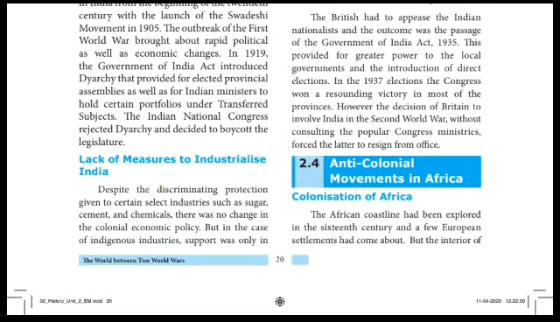 in India from the beginning of the twentieth
century with the launch of the Swadeshi
Movement in 1905. The outbreak of the First
World War brought about rapid political
as well as economic changes. In 1919,
the Government of India Act introduced
Dyarchy that provided for elected provincial
assemblies as well as for Indian ministers to
hold certain portfolios under Transferred
Subjects. The Indian National Congress
rejected Dyarchy and decided to boycott the
legislature.
Lack of Measures to Industrialise
India
Despite the discriminating protection
given to certain select industries such as sugar,
cement, and chemicals, there was no change in
the colonial economic policy. But in the case
of indigenous industries, support was only in
The British had to appease the Indian
nationalists and the outcome was the passage
of the Government of India Act, 1935. This
provided for greater power to the local
governments and the introduction of direct
elections. In the 1937 elections the Congress
won a resounding victory in most of the
provinces. However the decision of Britain to
involve India in the Second World War, without
consulting the popular Congress ministries,
forced the latter to resign from office.
2.4 Anti-Colonial
Movements in Africa
Colonisation of Africa
The African coastline had been explored
in the sixteenth century and a few European
settlements had come about. But the interior of
The World between Two World Wars 20
02_History_Unit_2_EM.indd 20 11-04-2020 12:22:30